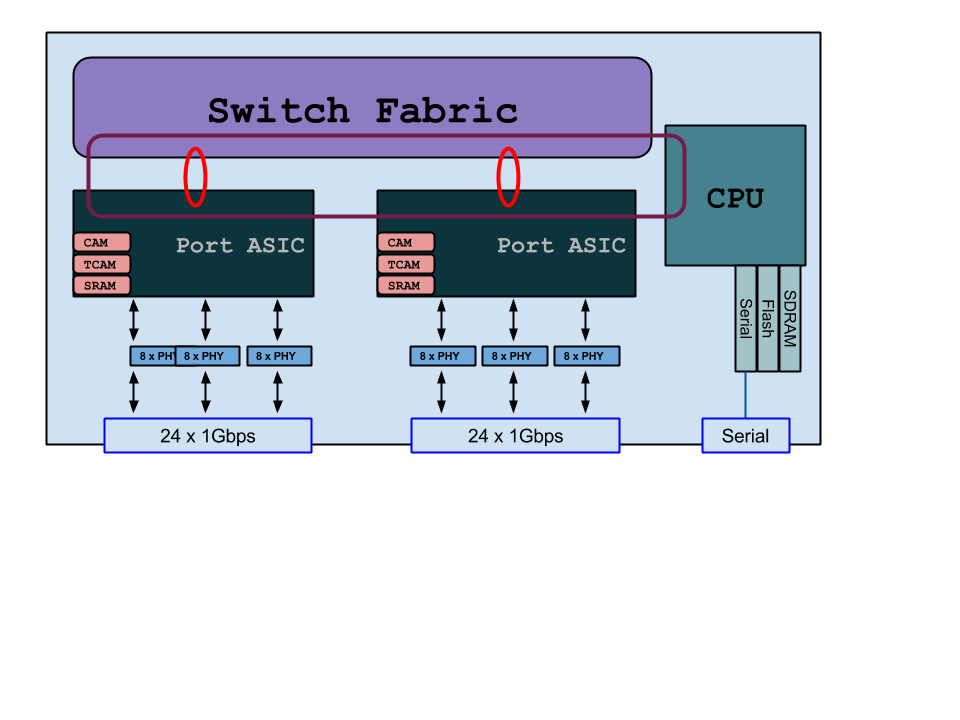 Switch Fabric
CPU
Port ASIC
CAM
TCAM
SRAM
Port ASIC
CAM
TCAM
SRAM
Serial
Flash
SDRAM
8 x PHY
8 x PHY
8 x PHY
8 x PHY
8 x PHY
8 x PHY
24 x 1Gbps
24 x 1Gbps
Serial